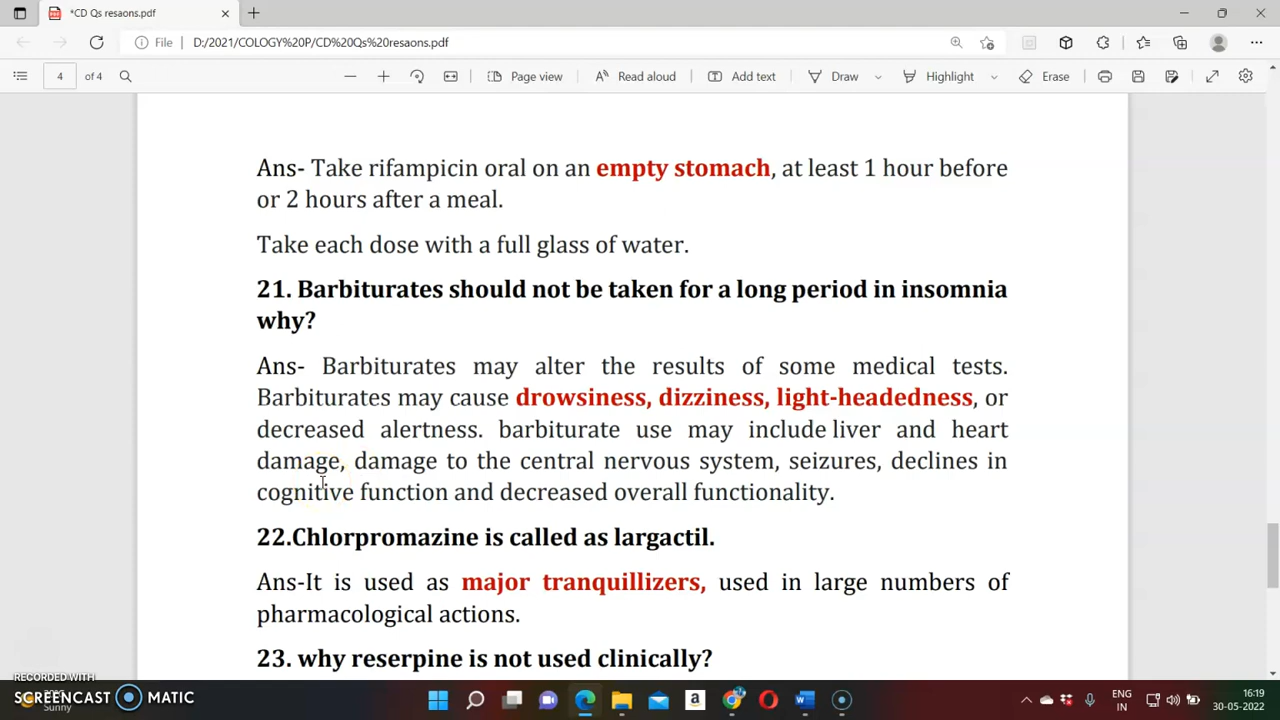 *CD Qs resaons.pdf
File D:/2021/COLOGY%20P/CD%20Qs%20resaons.pdf
4 of 4 Page view Read aloud Add text Draw Highlight Erase
Ans- Take rifampicin oral on an empty stomach, at least 1 hour before
or 2 hours after a meal.
Take each dose with a full glass of water.
21. Barbiturates should not be taken for a long period in insomnia
why?
Ans- Barbiturates may alter the results of some medical tests.
Barbiturates may cause drowsiness, dizziness, light-headedness, or
decreased alertness. barbiturate use may include liver and heart
damage, damage to the central nervous system, seizures, declines in
cognitive function and decreased overall functionality.
22.Chlorpromazine is called as largactil.
Ans-It is used as major tranquillizers, used in large numbers of
pharmacological actions.
23. why reserpine is not used clinically?
RECORDED WITH
SCREENCAST MATIC
Sunny
ENG 16:19
IN 30-05-2022